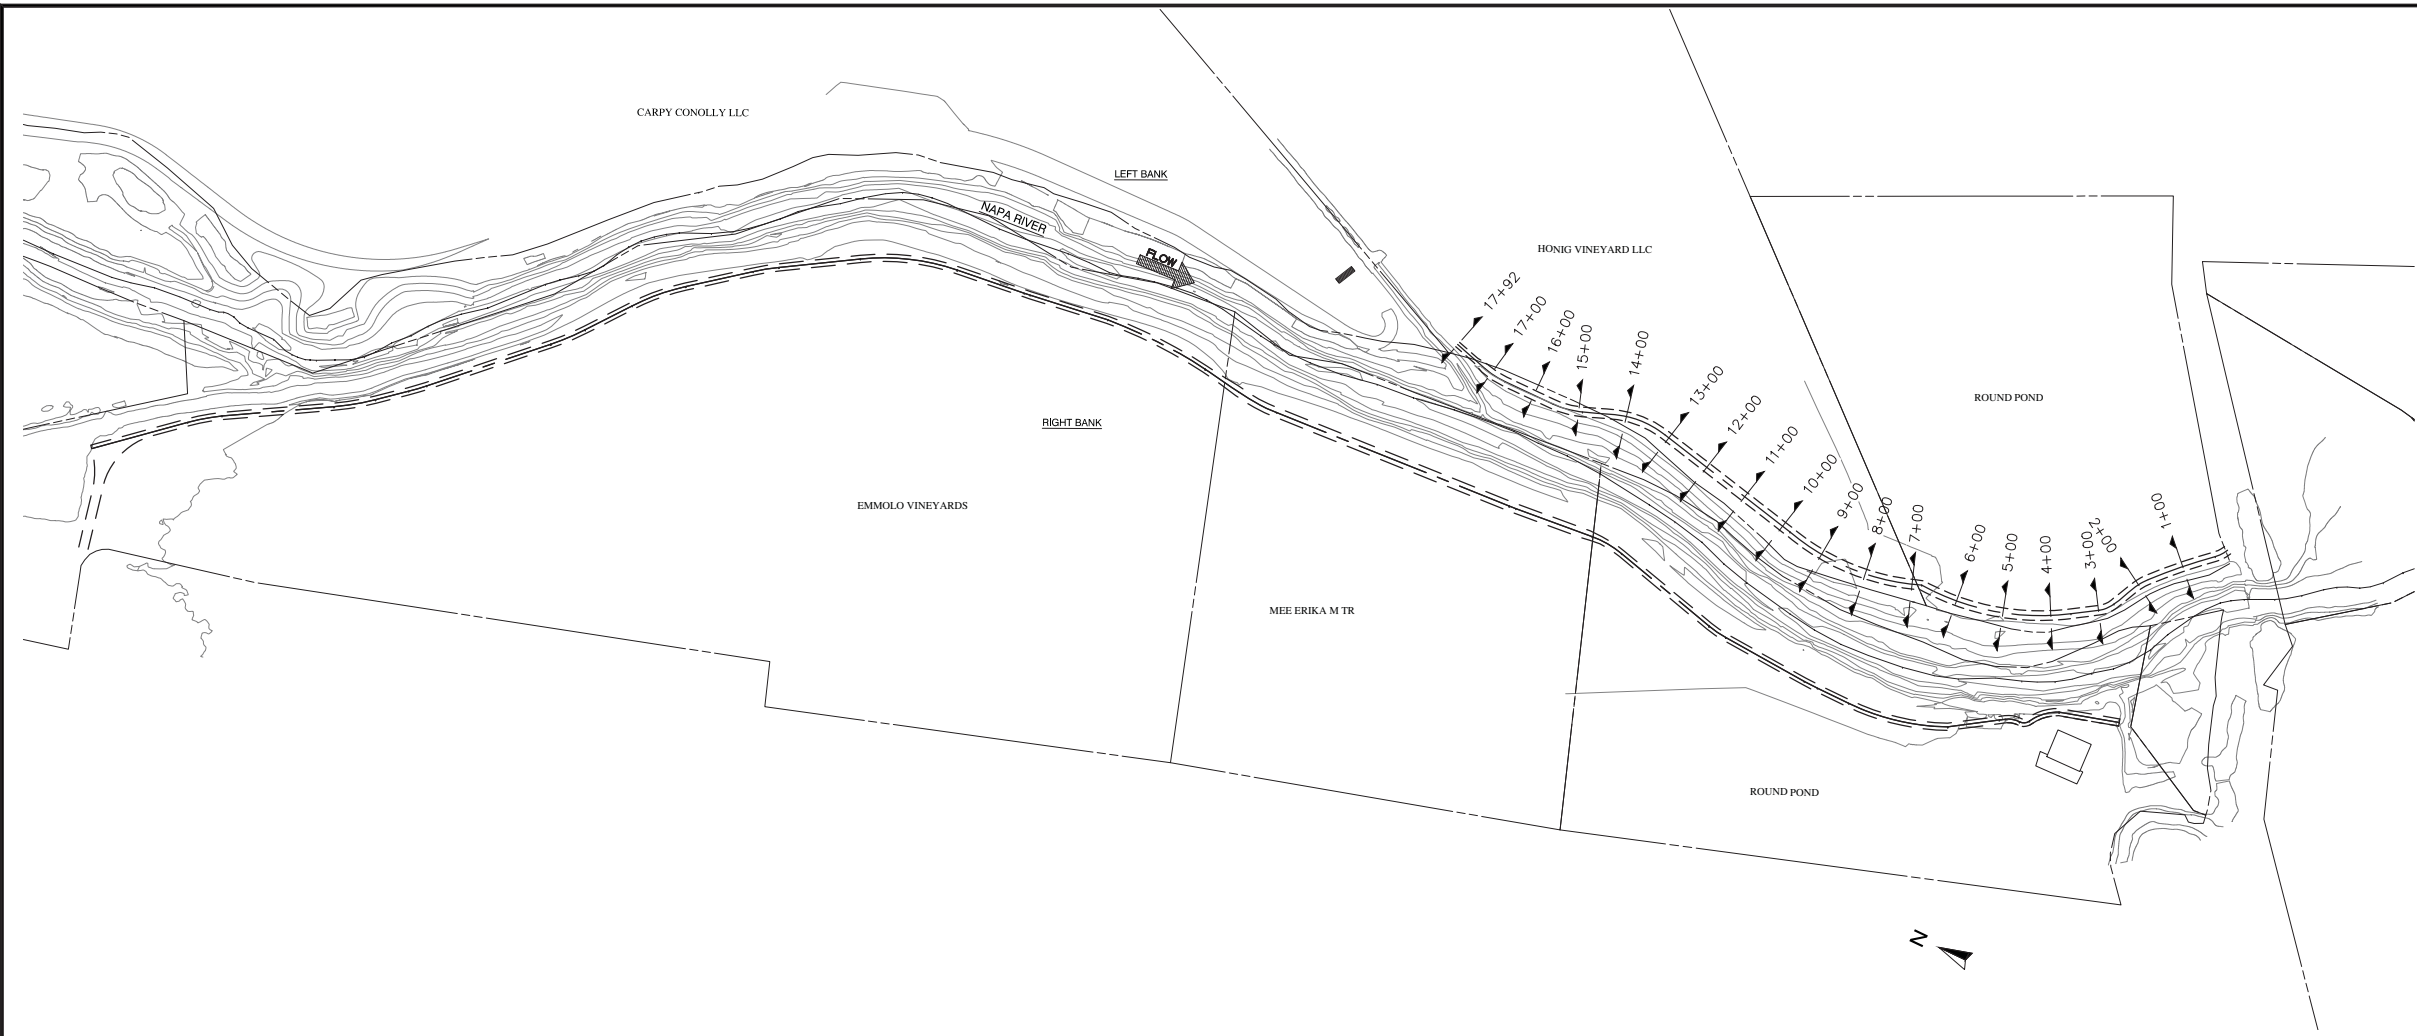 CARPY CONOLLY LLC
LEFT BANK
NAPA RIVER
FLOW
HONIG VINEYARD LLC
17+92
17+00
16+00
15+00
14+00
13+00
12+00
11+00
10+00
9+00
8+00
7+00
6+00
5+00
4+00
3+00
2+00
1+00
ROUND POND
RIGHT BANK
EMMOLO VINEYARDS
MEE ERIKA M TR
ROUND POND
N